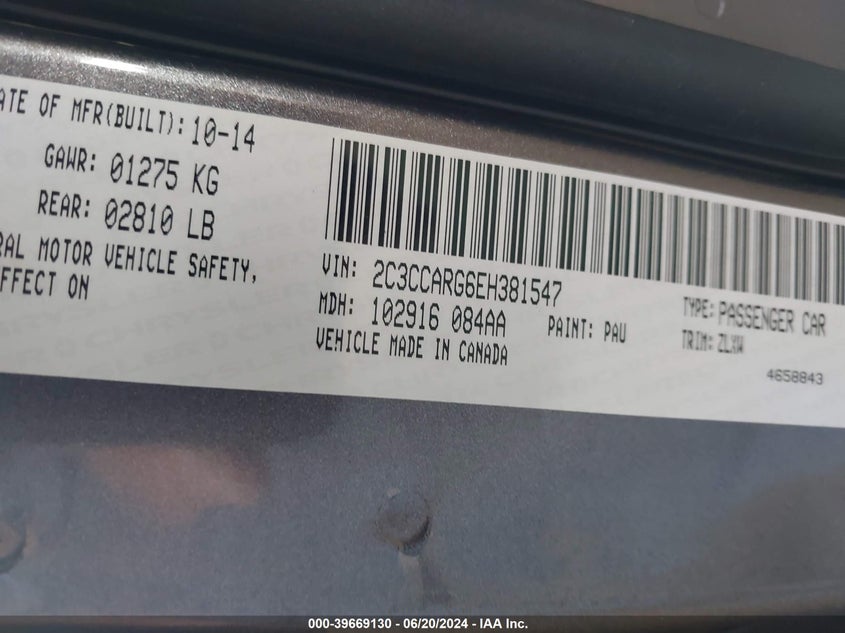 ATE OF MFR(BUILT): 10-14
GAWR: 01275 KG
REAR: 02810 LB
RAL MOTOR VEHICLE SAFETY,
EFFECT ON
VIN: 2C3CCARG6EH381547
MDH: 102916 084AA PAINT: PAU
VEHICLE MADE IN CANADA
TYPE: PASSENGER CAR
TRIM: ZLXW
4658843
000-39669130 - 06/20/2024 - IAA Inc.